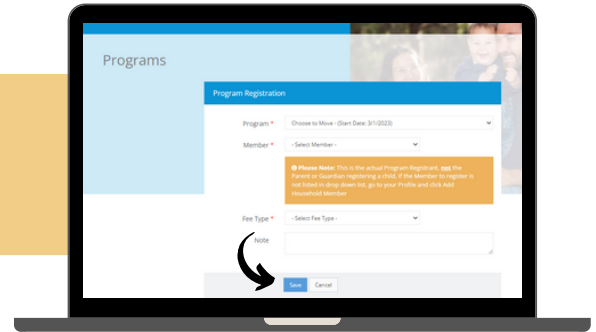 Programs
Program Registration
Program * Choose to Move - (Start Date: 3/1/2023)
Member * - Select Member -
Please Note: This is the actual Program Registrant, not the
Parent or Guardian registering a child. If the Member to register is
not listed in drop down list, go to your Profile and click Add
Household Member
Fee Type * - Select Fee Type -
Note
Save Cancel